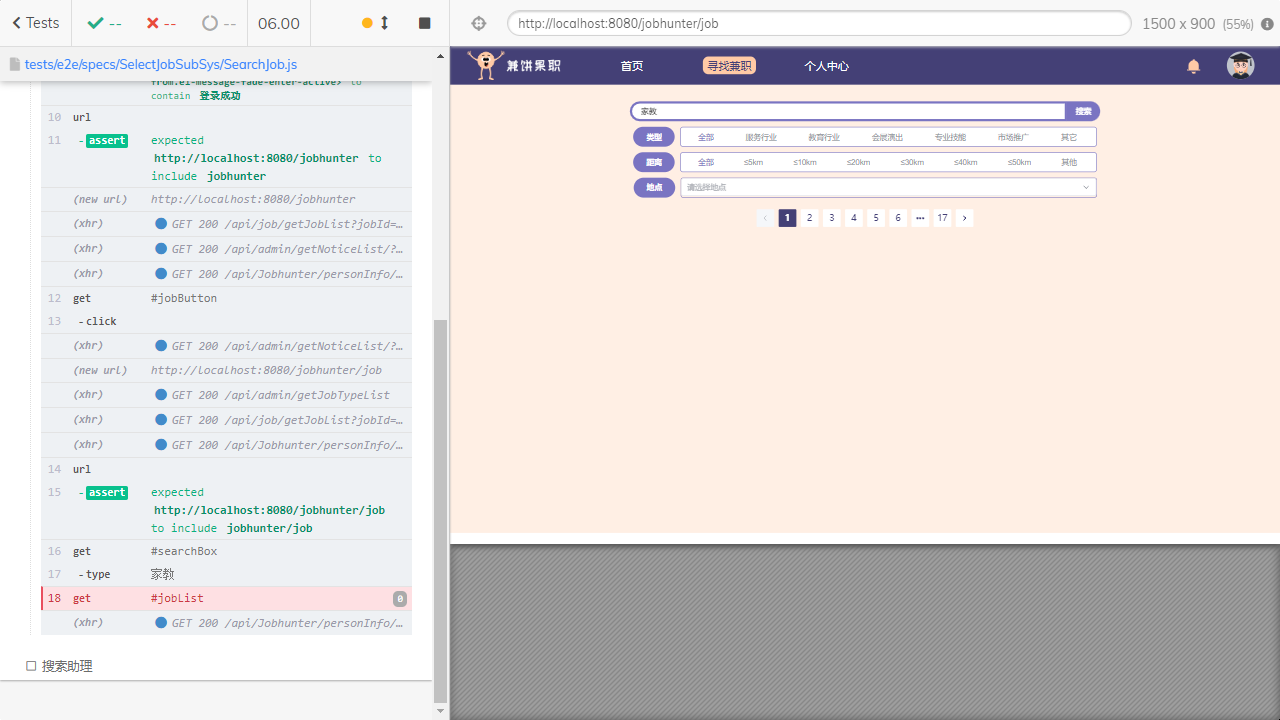 Tests
--
--
--
06.00
tests/e2e/specs/SelectJobSubSys/SearchJob.js
from.el-message-fade-enter-active> to
contain 登录成功
10 url
11 -assert expected
http://localhost:8080/jobhunter to
include jobhunter
(new url) http://localhost:8080/jobhunter
(xhr) GET 200 /api/job/getJobList?jobId=…
(xhr) GET 200 /api/admin/getNoticeList/?…
(xhr) GET 200 /api/Jobhunter/personInfo/…
12 get #jobButton
13 -click
(xhr) GET 200 /api/admin/getNoticeList/?…
(new url) http://localhost:8080/jobhunter/job
(xhr) GET 200 /api/admin/getJobTypeList
(xhr) GET 200 /api/job/getJobList?jobId=…
(xhr) GET 200 /api/Jobhunter/personInfo/…
14 url
15 -assert expected
http://localhost:8080/jobhunter/job
to include jobhunter/job
16 get #searchBox
17 -type 家教
18 get #jobList 0
(xhr) GET 200 /api/Jobhunter/personInfo/…
搜索助理
http://localhost:8080/jobhunter/job
1500 x 900 (55%)
兼饼果职 首页 寻找兼职 个人中心
家教 搜索
类型 全部 服务行业 教育行业 会展演出 专业技能 市场推广 其它
距离 全部 ≤5km ≤10km ≤20km ≤30km ≤40km ≤50km 其他
地点 请选择地点
‹ 1 2 3 4 5 6 ••• 17 ›